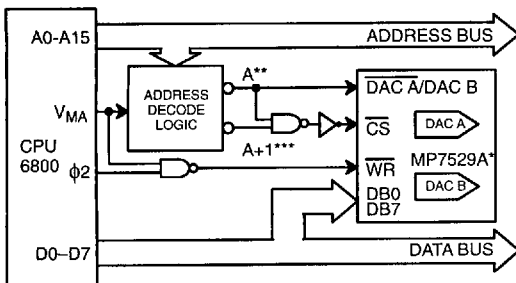 A0-A15
ADDRESS BUS
A**
ADDRESS
DECODE
LOGIC
DAC A/DAC B
VMA
CPU
6800
A+1***
CS
DAC A
MP7529A*
ϕ2
WR
DAC B
DB0
DB7
D0–D7
DATA BUS